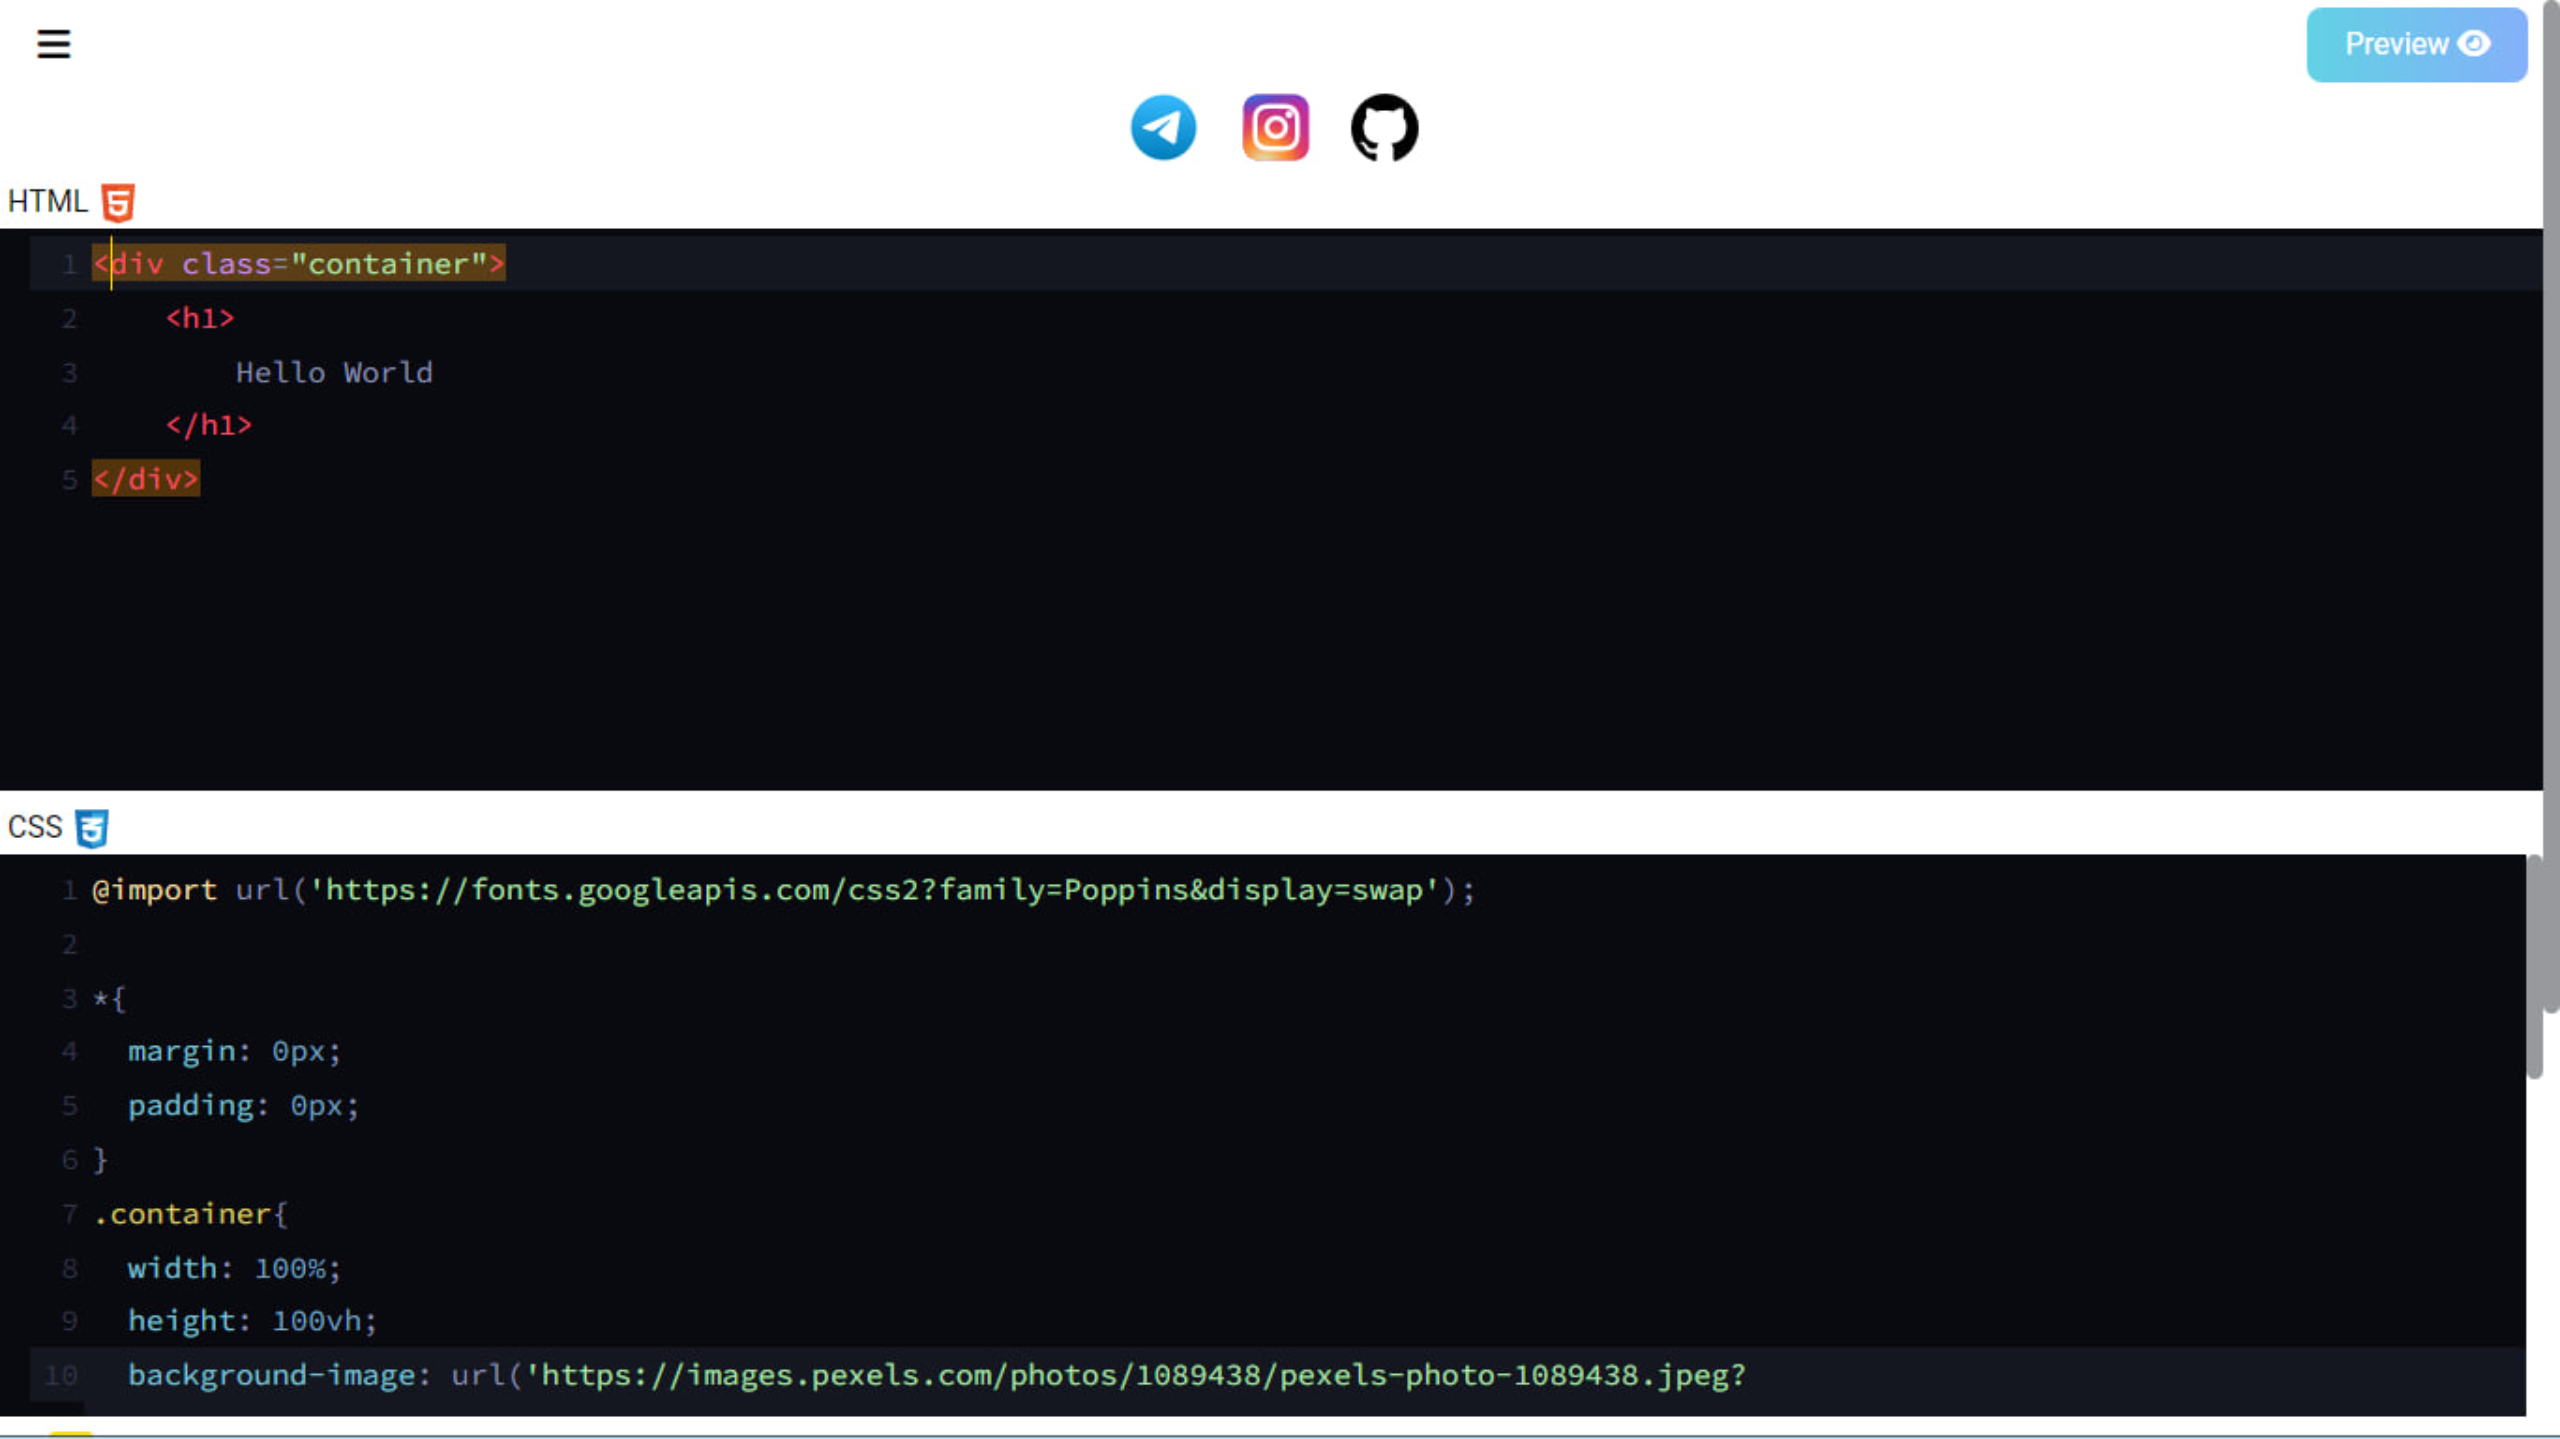 Preview
HTML
1 <div class="container">
2 <h1>
3 Hello World
4 </h1>
5 </div>
CSS
1 @import url('https://fonts.googleapis.com/css2?family=Poppins&display=swap');
2
3 *{
4 margin: 0px;
5 padding: 0px;
6 }
7 .container{
8 width: 100%;
9 height: 100vh;
10 background-image: url('https://images.pexels.com/photos/1089438/pexels-photo-1089438.jpeg?